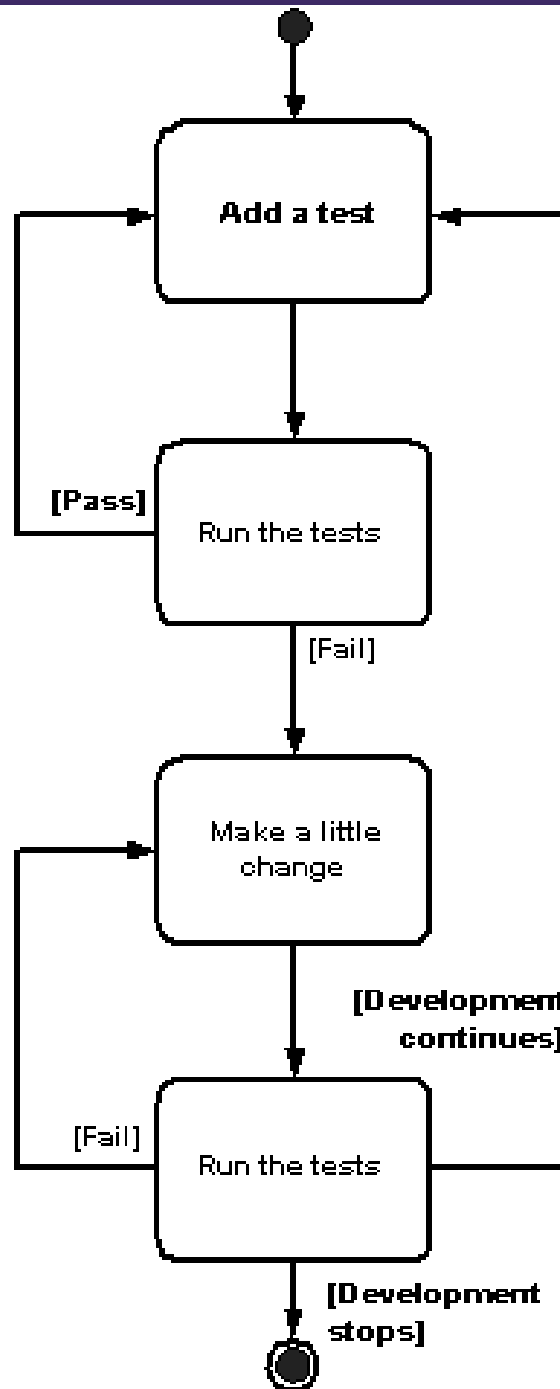 Add a test
[Pass]
Run the tests
[Fail]
Make a little
change
[Development
continues]
[Fail]
Run the tests
[Development
stops]